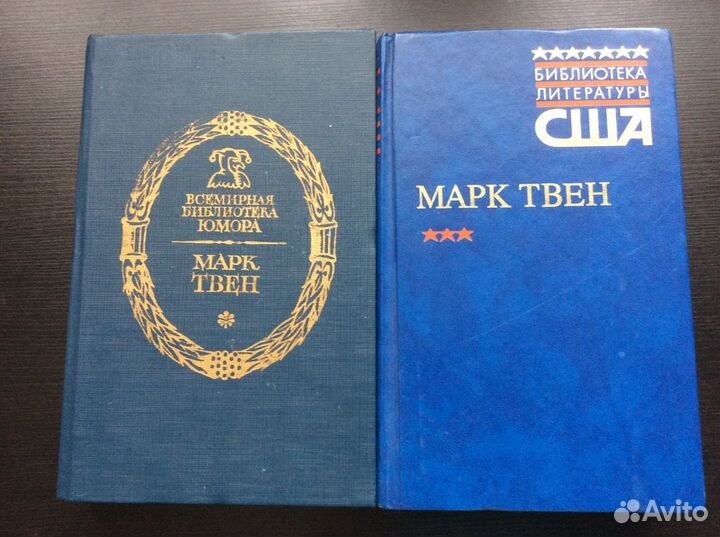 ВСЕМИРНАЯ
БИБЛИОТЕКА
ЮМОРА
МАРК
ТВЕН
БИБЛИОТЕКА
ЛИТЕРАТУРЫ
США
МАРК ТВЕН
Avito